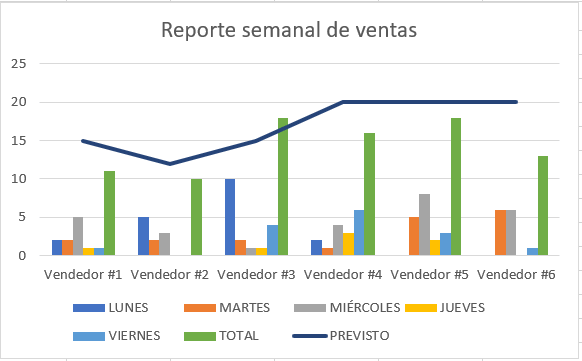 Reporte semanal de ventas
25
20
15
10
5
0
Vendedor #1 Vendedor #2 Vendedor #3 Vendedor #4 Vendedor #5 Vendedor #6
LUNES MARTES MIÉRCOLES JUEVES
VIERNES TOTAL PREVISTO